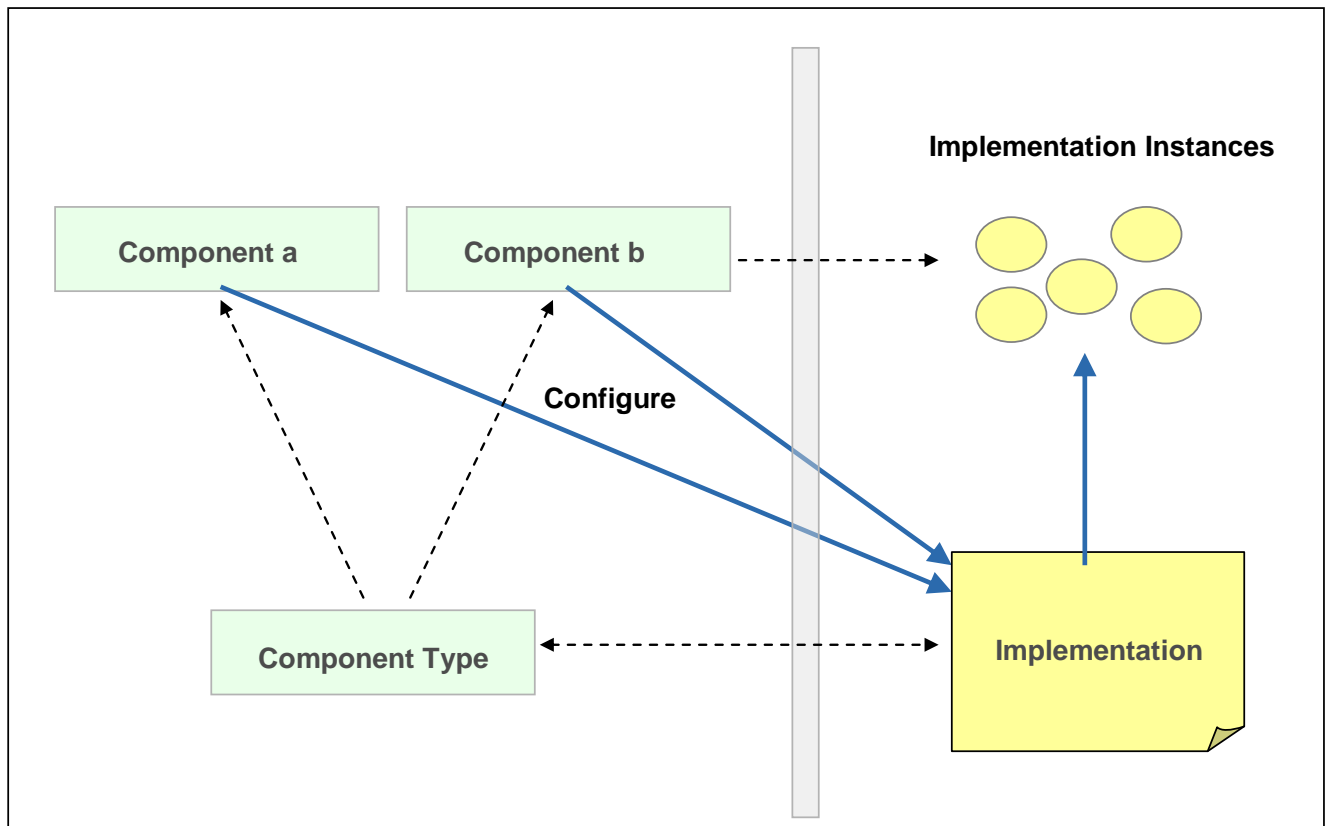 Implementation Instances
Component a
Component b
Configure
Component Type
Implementation